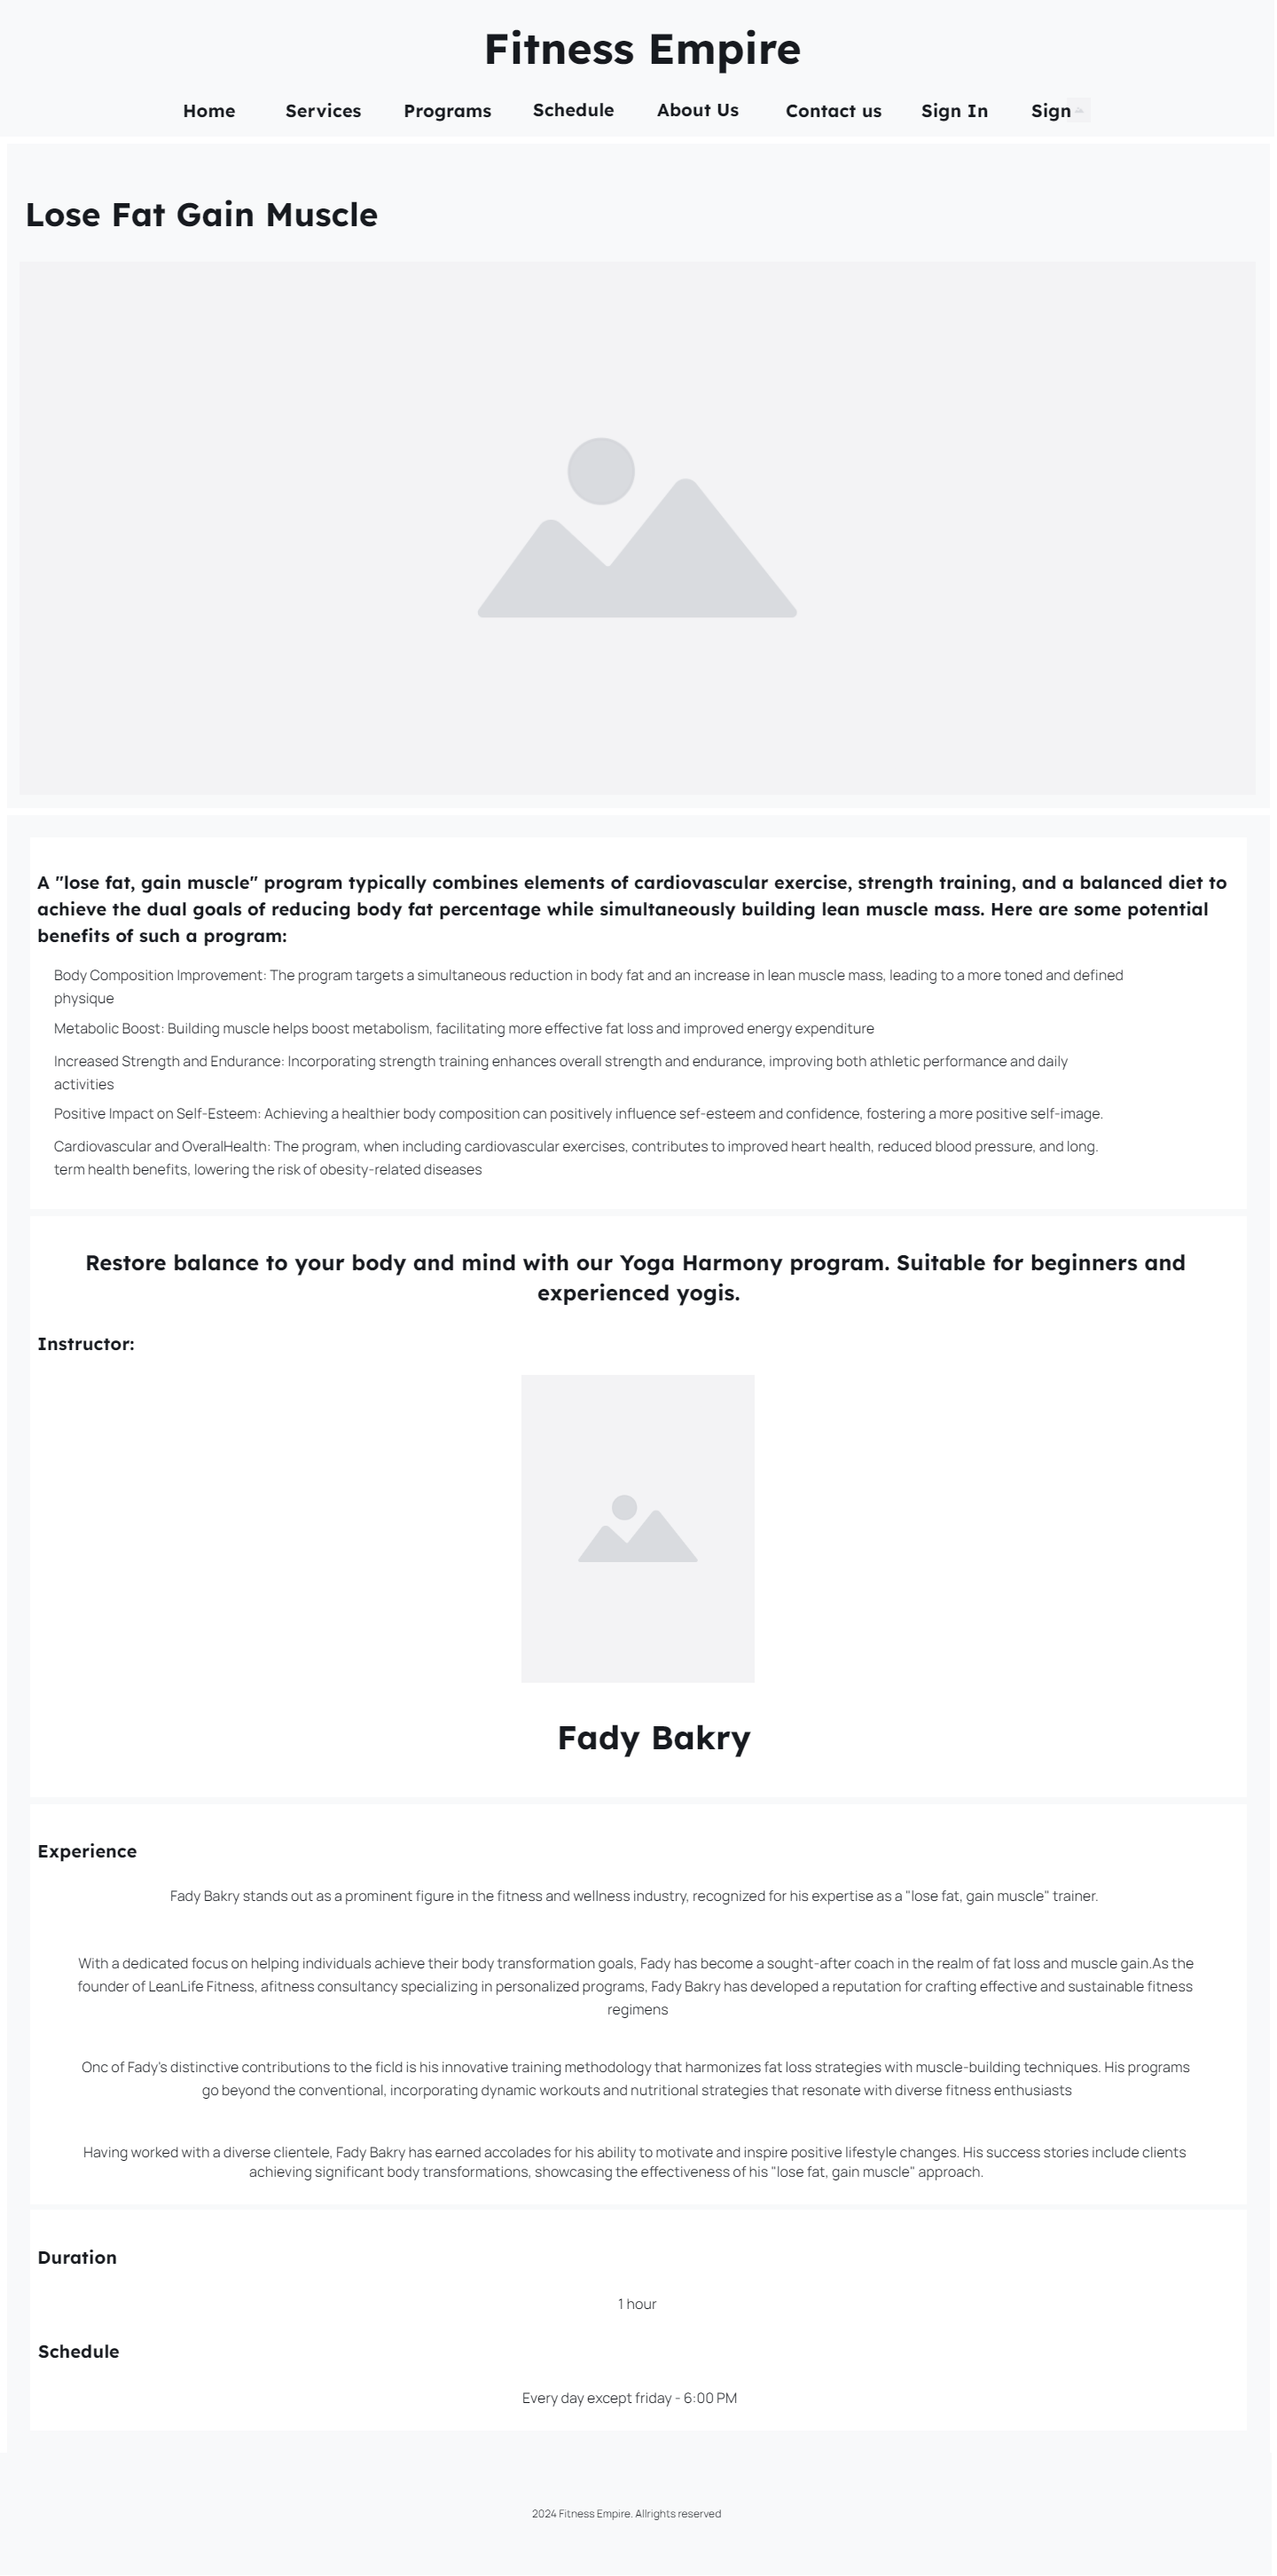 Fitness Empire
Home Services Programs Schedule About Us Contact us Sign In Sign
Lose Fat Gain Muscle
A "lose fat, gain muscle" program typically combines elements of cardiovascular exercise, strength training, and a balanced diet to
achieve the dual goals of reducing body fat percentage while simultaneously building lean muscle mass. Here are some potential
benefits of such a program:
Body Composition Improvement: The program targets a simultaneous reduction in body fat and an increase in lean muscle mass, leading to a more toned and defined
physique
Metabolic Boost: Building muscle helps boost metabolism, facilitating more effective fat loss and improved energy expenditure
Increased Strength and Endurance: Incorporating strength training enhances overall strength and endurance, improving both athletic performance and daily
activities
Positive Impact on Self-Esteem: Achieving a healthier body composition can positively influence sef-esteem and confidence, fostering a more positive self-image.
Cardiovascular and OveralHealth: The program, when including cardiovascular exercises, contributes to improved heart health, reduced blood pressure, and long.
term health benefits, lowering the risk of obesity-related diseases
Restore balance to your body and mind with our Yoga Harmony program. Suitable for beginners and
experienced yogis.
Instructor:
Fady Bakry
Experience
Fady Bakry stands out as a prominent figure in the fitness and wellness industry, recognized for his expertise as a "lose fat, gain muscle" trainer.
With a dedicated focus on helping individuals achieve their body transformation goals, Fady has become a sought-after coach in the realm of fat loss and muscle gain.As the
founder of LeanLife Fitness, afitness consultancy specializing in personalized programs, Fady Bakry has developed a reputation for crafting effective and sustainable fitness
regimens
Onc of Fady's distinctive contributions to the ficld is his innovative training methodology that harmonizes fat loss strategies with muscle-building techniques. His programs
go beyond the conventional, incorporating dynamic workouts and nutritional strategies that resonate with diverse fitness enthusiasts
Having worked with a diverse clientele, Fady Bakry has earned accolades for his ability to motivate and inspire positive lifestyle changes. His success stories include clients
achieving significant body transformations, showcasing the effectiveness of his "lose fat, gain muscle" approach.
Duration
1 hour
Schedule
Every day except friday - 6:00 PM
2024 Fitness Empire. Allrights reserved